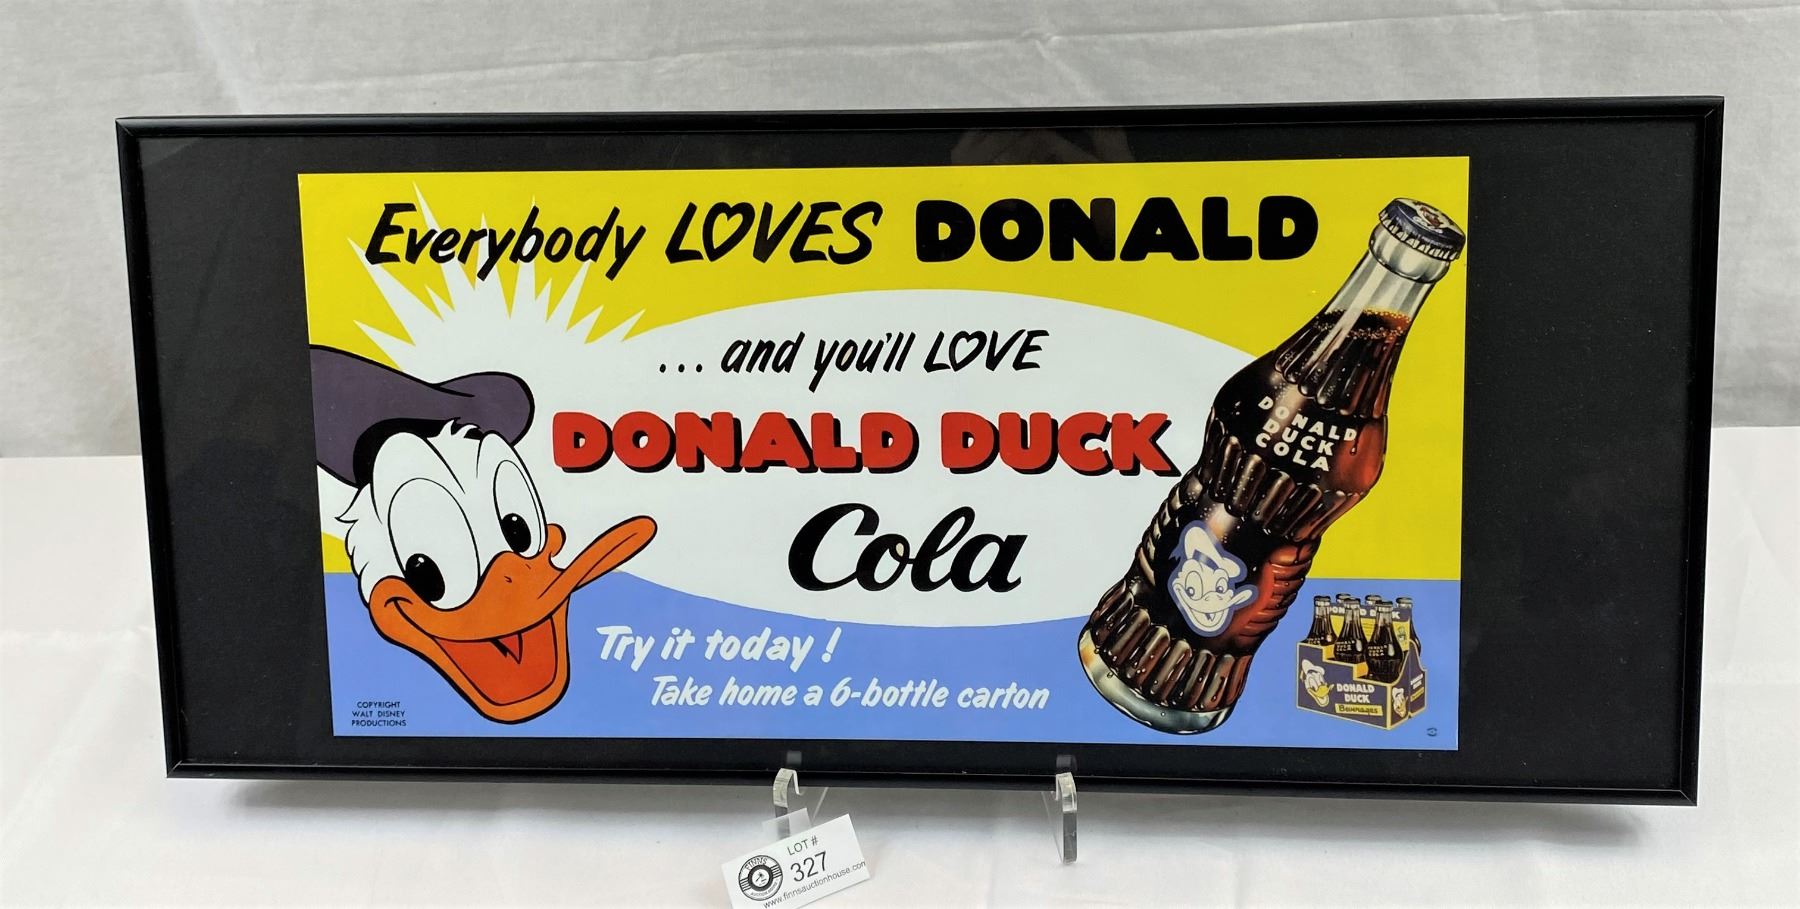 Everybody LOVES DONALD
... and you'll LOVE
DONALD DUCK
Cola
DONALD
DUCK
COLA
Try it today!
Take home a 6-bottle carton
COPYRIGHT
WALT DISNEY
PRODUCTIONS
DONALD
DUCK
Beverages
LOT #
327
FINNS
www.finnsauctionhouse.com